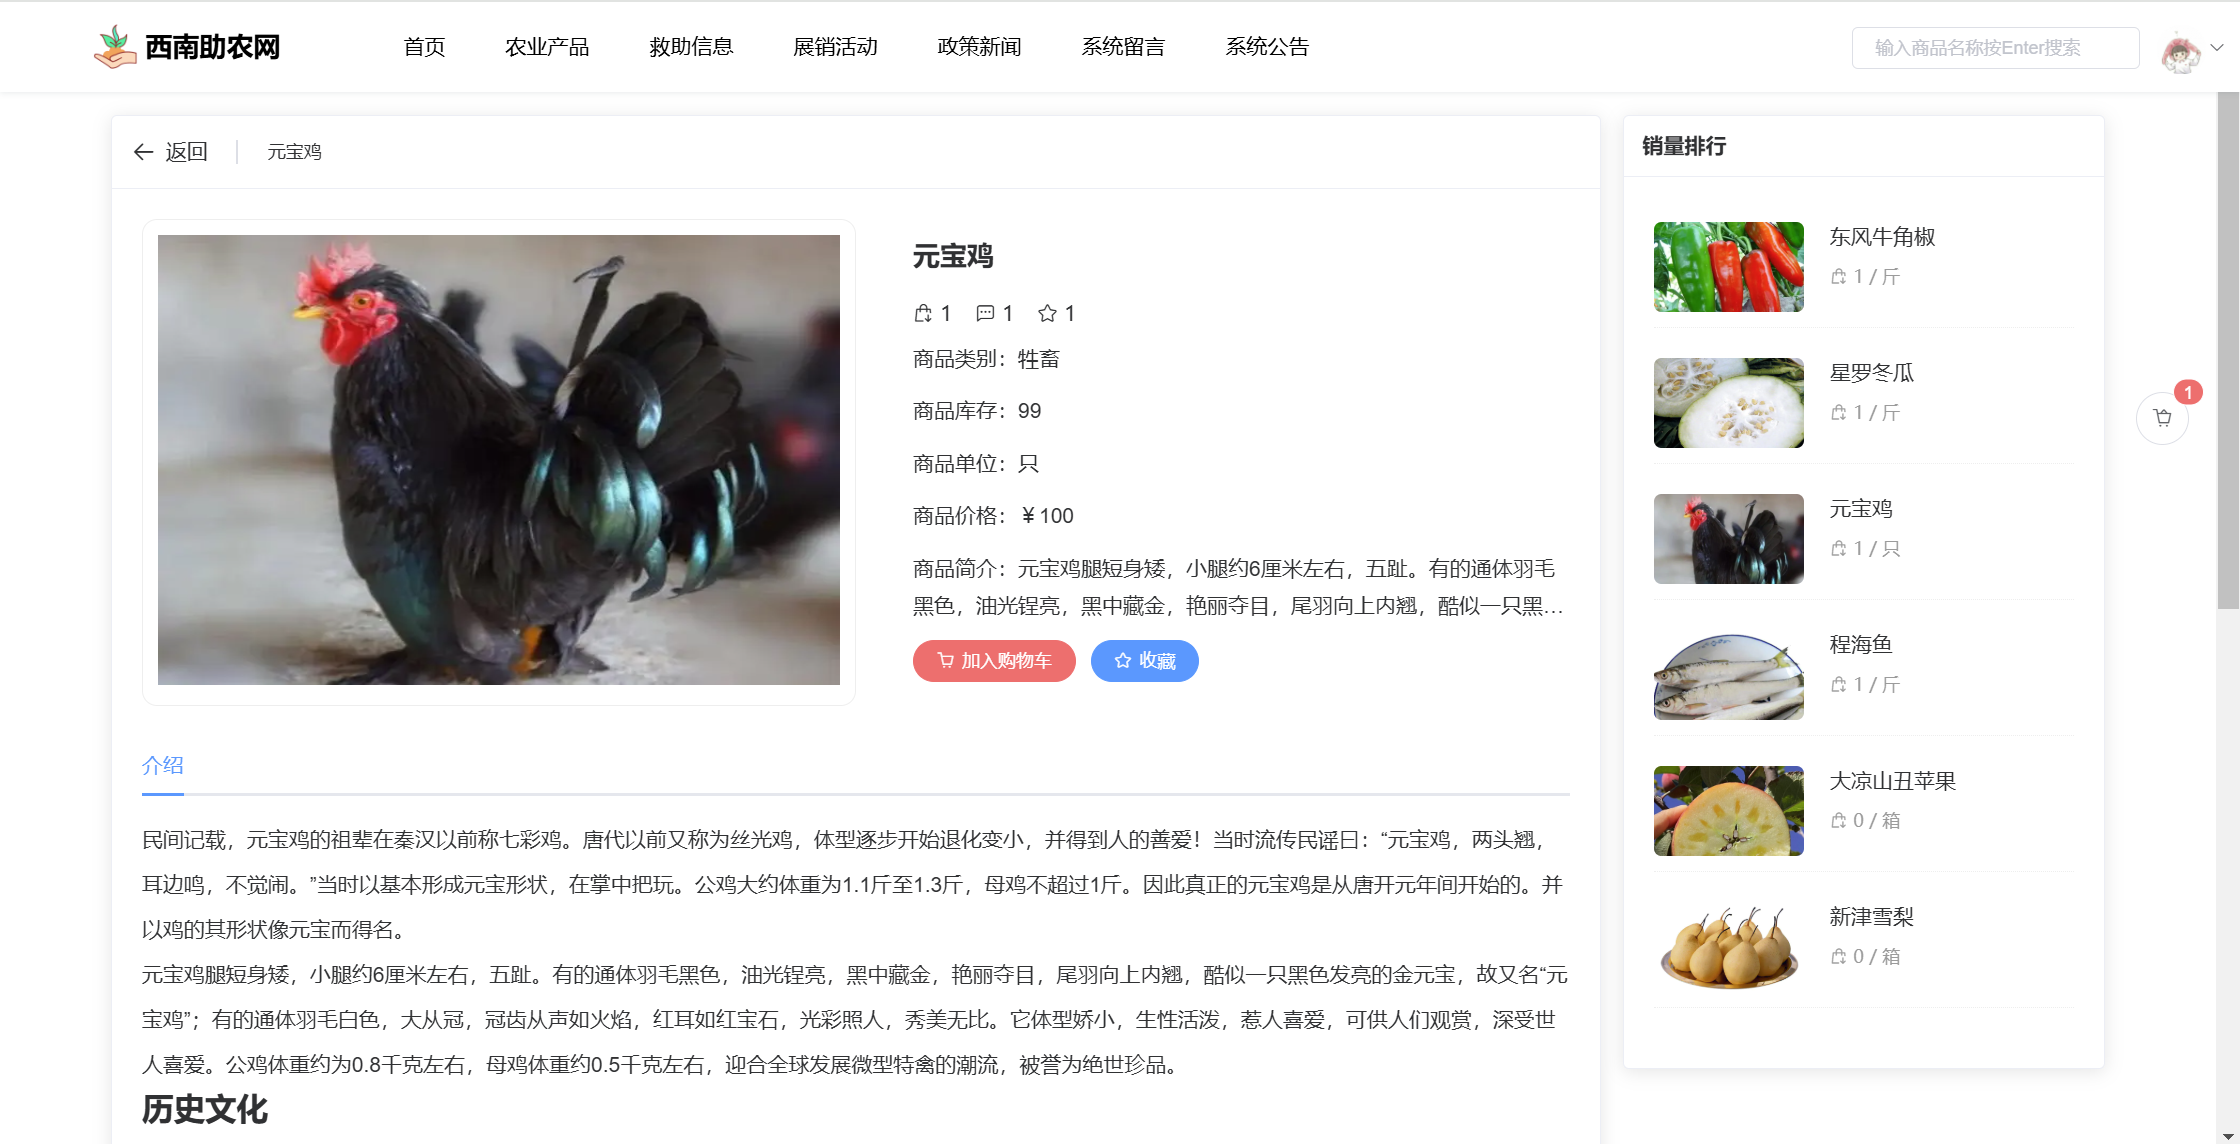 西南助农网
首页
农业产品
救助信息
展销活动
政策新闻
系统留言
系统公告
输入商品名称按Enter搜索
返回
元宝鸡
元宝鸡
1
1
1
商品类别：牲畜
商品库存：99
商品单位：只
商品价格：￥100
商品简介：元宝鸡腿短身矮，小腿约6厘米左右，五趾。有的通体羽毛
黑色，油光锃亮，黑中藏金，艳丽夺目，尾羽向上内翘，酷似一只黑…
加入购物车
收藏
介绍
民间记载，元宝鸡的祖辈在秦汉以前称七彩鸡。唐代以前又称为丝光鸡，体型逐步开始退化变小，并得到人的善爱！当时流传民谣曰：“元宝鸡，两头翘，
耳边鸣，不觉闹。”当时以基本形成元宝形状，在掌中把玩。公鸡大约体重为1.1斤至1.3斤，母鸡不超过1斤。因此真正的元宝鸡是从唐开元年间开始的。并
以鸡的其形状像元宝而得名。
元宝鸡腿短身矮，小腿约6厘米左右，五趾。有的通体羽毛黑色，油光锃亮，黑中藏金，艳丽夺目，尾羽向上内翘，酷似一只黑色发亮的金元宝，故又名“元
宝鸡”；有的通体羽毛白色，大从冠，冠齿从声如火焰，红耳如红宝石，光彩照人，秀美无比。它体型娇小，生性活泼，惹人喜爱，可供人们观赏，深受世
人喜爱。公鸡体重约为0.8千克左右，母鸡体重约0.5千克左右，迎合全球发展微型特禽的潮流，被誉为绝世珍品。
历史文化
销量排行
东风牛角椒
1 / 斤
星罗冬瓜
1 / 斤
元宝鸡
1 / 只
程海鱼
1 / 斤
大凉山丑苹果
0 / 箱
新津雪梨
0 / 箱
1